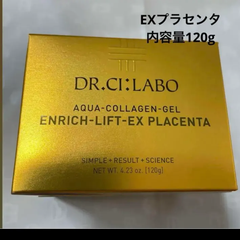 EXプラセンタ
内容量120g
DR.CI:LABO
AQUA-COLLAGEN-GEL
ENRICH-LIFT-EX PLACENTA
SIMPLE+RESULT+SCIENCE
NET WT. 4.23 oz. (120g)